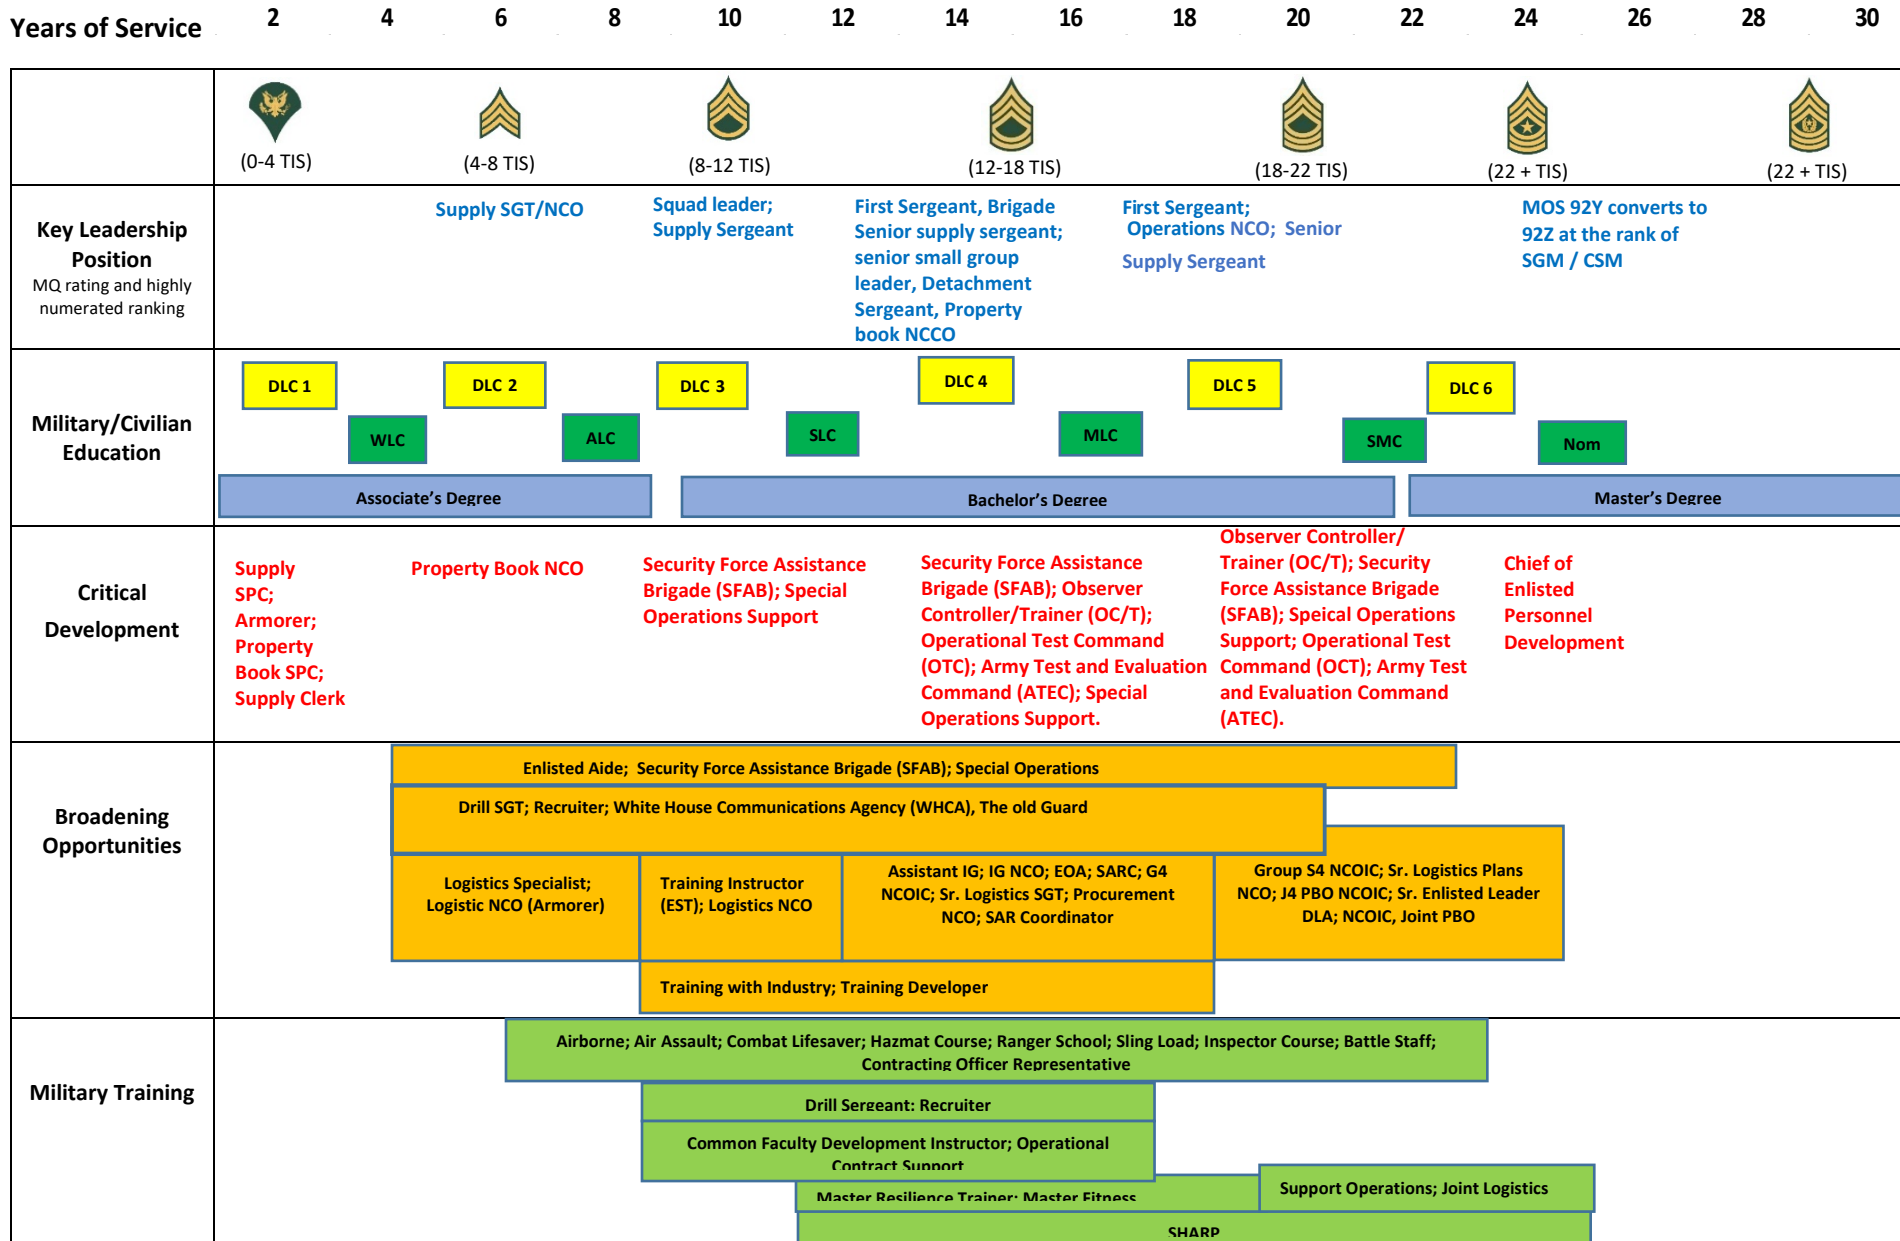 Years of Service 2 4 6 8 10 12 14 16 18 20 22 24 26 28 30
(0-4 TIS)
(4-8 TIS)
(8-12 TIS)
(12-18 TIS)
(18-22 TIS)
(22 + TIS)
(22 + TIS)
Key Leadership
Position
MQ rating and highly
numerated ranking
Supply SGT/NCO
Squad leader;
Supply Sergeant
First Sergeant, Brigade
Senior supply sergeant;
senior small group
leader, Detachment
Sergeant, Property
book NCCO
First Sergeant;
Operations NCO; Senior
Supply Sergeant
MOS 92Y converts to
92Z at the rank of
SGM / CSM
Military/Civilian
Education
DLC 1
DLC 2
DLC 3
DLC 4
DLC 5
DLC 6
WLC
ALC
SLC
MLC
SMC
Nom
Associate's Degree
Bachelor's Degree
Master's Degree
Critical
Development
Supply
SPC;
Armorer;
Property
Book SPC;
Supply Clerk
Property Book NCO
Security Force Assistance
Brigade (SFAB); Special
Operations Support
Security Force Assistance
Brigade (SFAB); Observer
Controller/Trainer (OC/T);
Operational Test Command
(OTC); Army Test and Evaluation
Command (ATEC); Special
Operations Support.
Observer Controller/
Trainer (OC/T); Security
Force Assistance Brigade
(SFAB); Speical Operations
Support; Operational Test
Command (OCT); Army Test
and Evaluation Command
(ATEC).
Chief of
Enlisted
Personnel
Development
Broadening
Opportunities
Enlisted Aide; Security Force Assistance Brigade (SFAB); Special Operations
Drill SGT; Recruiter; White House Communications Agency (WHCA), The old Guard
Logistics Specialist;
Logistic NCO (Armorer)
Training Instructor
(EST); Logistics NCO
Assistant IG; IG NCO; EOA; SARC; G4
NCOIC; Sr. Logistics SGT; Procurement
NCO; SAR Coordinator
Group S4 NCOIC; Sr. Logistics Plans
NCO; J4 PBO NCOIC; Sr. Enlisted Leader
DLA; NCOIC, Joint PBO
Training with Industry; Training Developer
Military Training
Airborne; Air Assault; Combat Lifesaver; Hazmat Course; Ranger School; Sling Load; Inspector Course; Battle Staff;
Contracting Officer Representative
Drill Sergeant; Recruiter
Common Faculty Development Instructor; Operational
Contract Support
Master Resilience Trainer; Master Fitness
Support Operations; Joint Logistics
SHARP